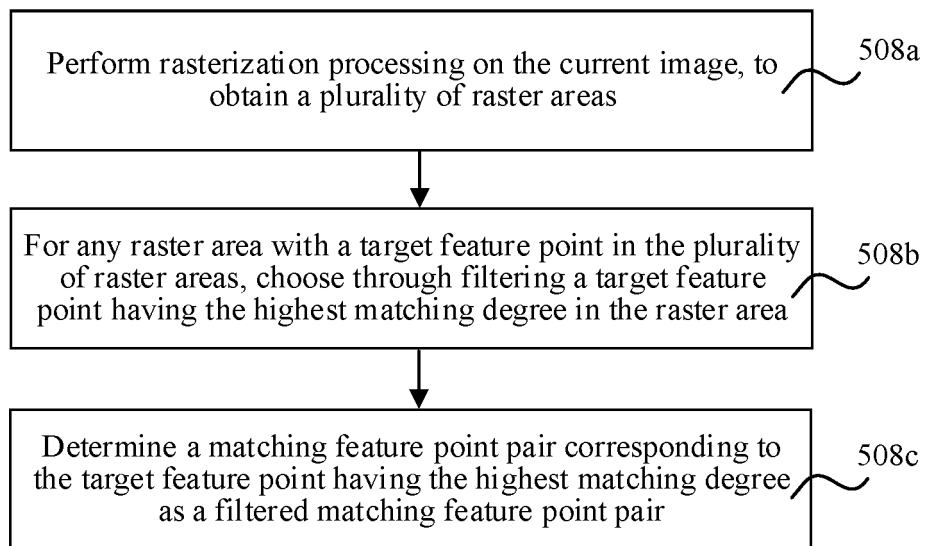 Perform rasterization processing on the current image, to
obtain a plurality of raster areas
508a
For any raster area with a target feature point in the plurality
of raster areas, choose through filtering a target feature
point having the highest matching degree in the raster area
508b
Determine a matching feature point pair corresponding to
the target feature point having the highest matching degree
as a filtered matching feature point pair
508c